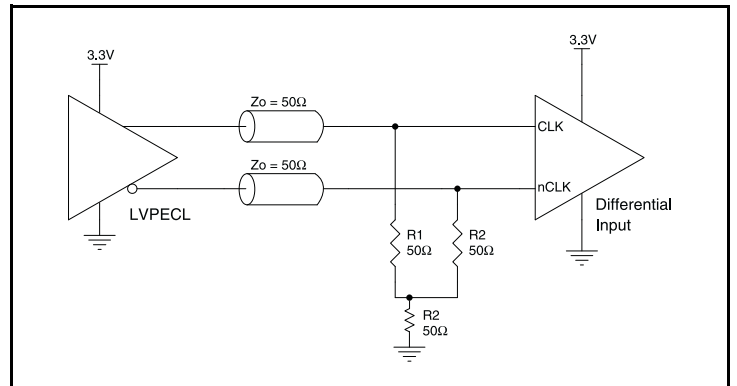 3.3V
3.3V
Zo = 50Ω
CLK
Zo = 50Ω
nCLK
LVPECL
Differential
Input
R1
50Ω
R2
50Ω
R2
50Ω